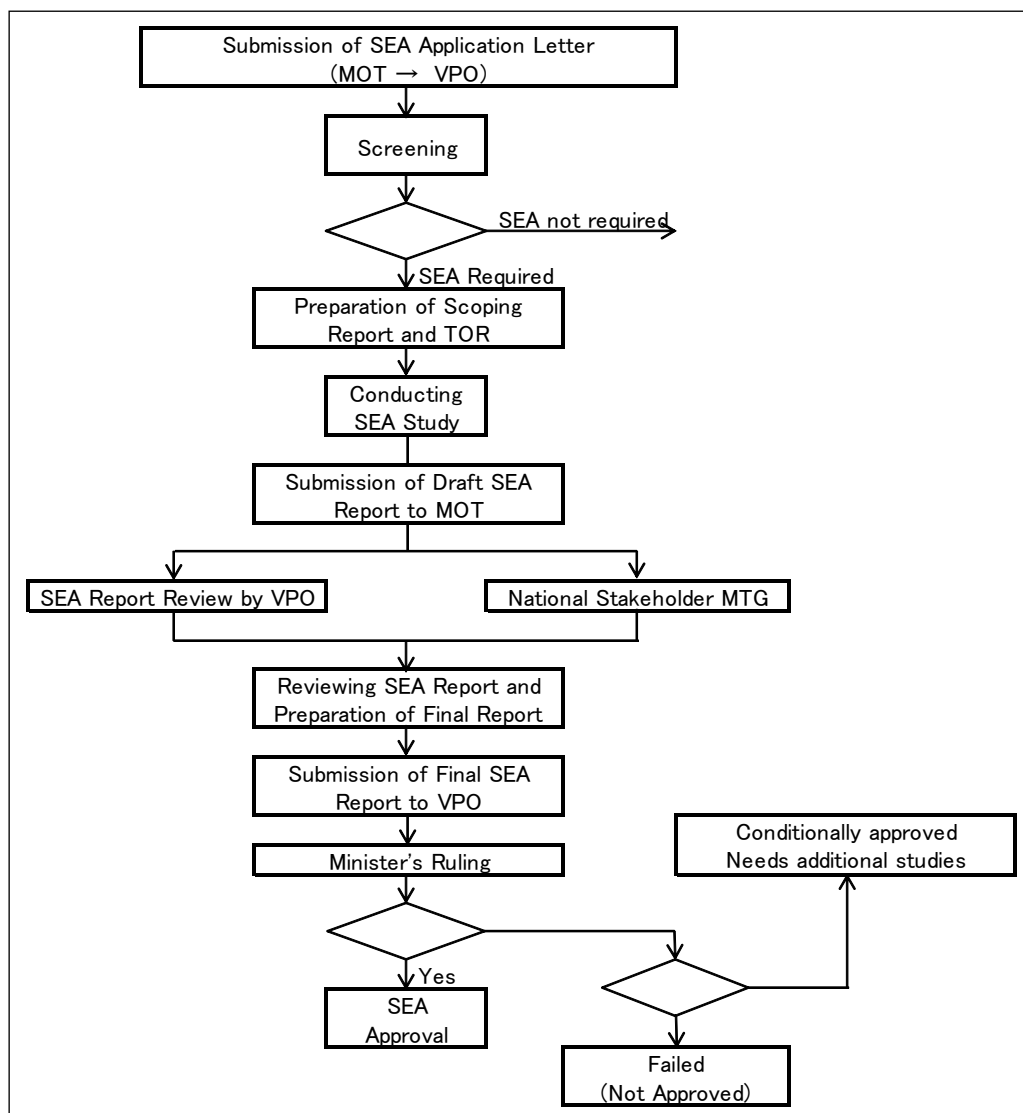 Submission of SEA Application Letter
(MOT → VPO)
Screening
SEA not required
SEA Required
Preparation of Scoping
Report and TOR
Conducting
SEA Study
Submission of Draft SEA
Report to MOT
SEA Report Review by VPO
National Stakeholder MTG
Reviewing SEA Report and
Preparation of Final Report
Submission of Final SEA
Report to VPO
Minister's Ruling
Conditionally approved
Needs additional studies
Yes
SEA
Approval
Failed
(Not Approved)